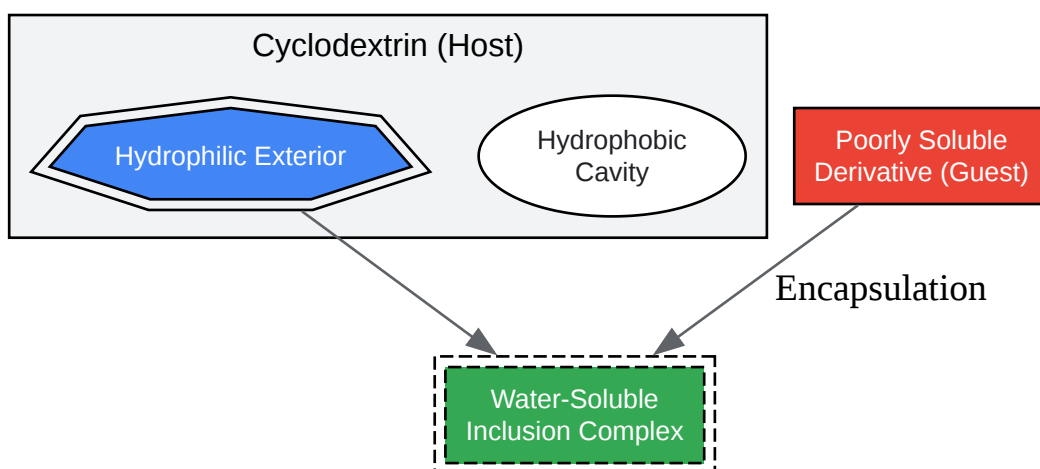 Cyclodextrin (Host)
Hydrophilic Exterior
Hydrophobic
Cavity
Poorly Soluble
Derivative (Guest)
Encapsulation
Water-Soluble
Inclusion Complex